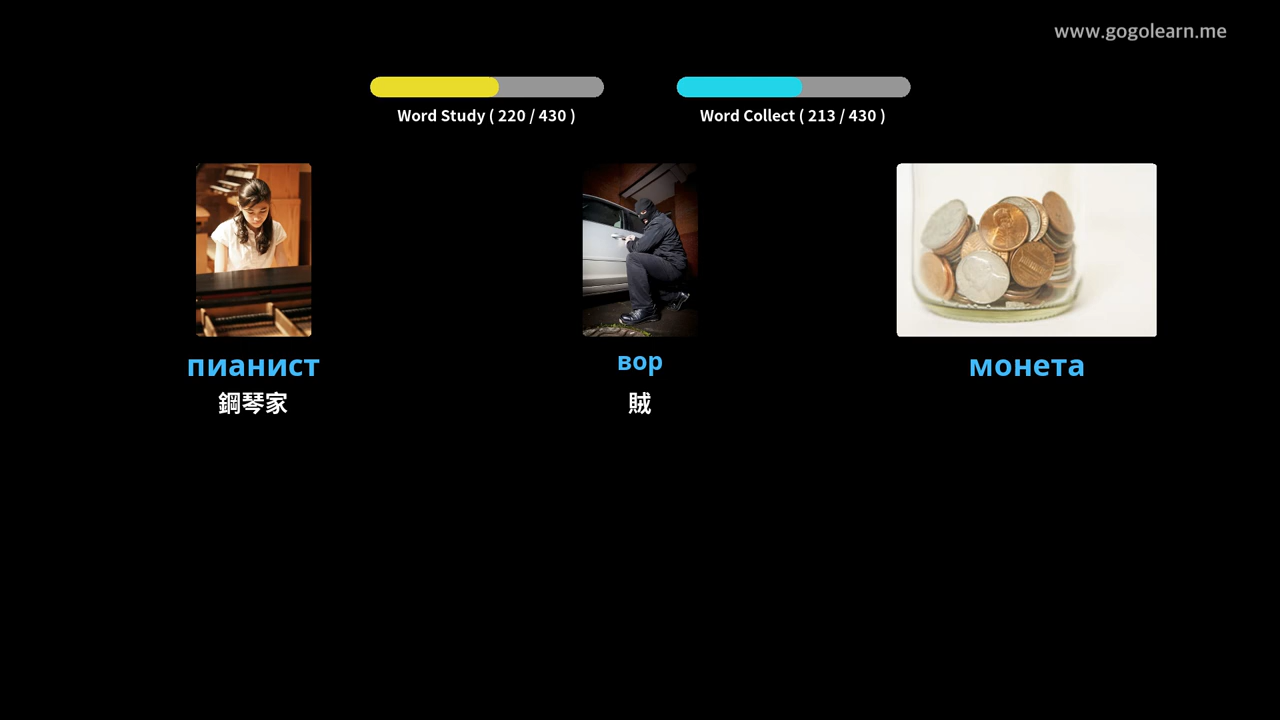 www.gogolearn.me
Word Study ( 220 / 430 )
Word Collect ( 213 / 430 )
пианист
鋼琴家
вор
賊
монета